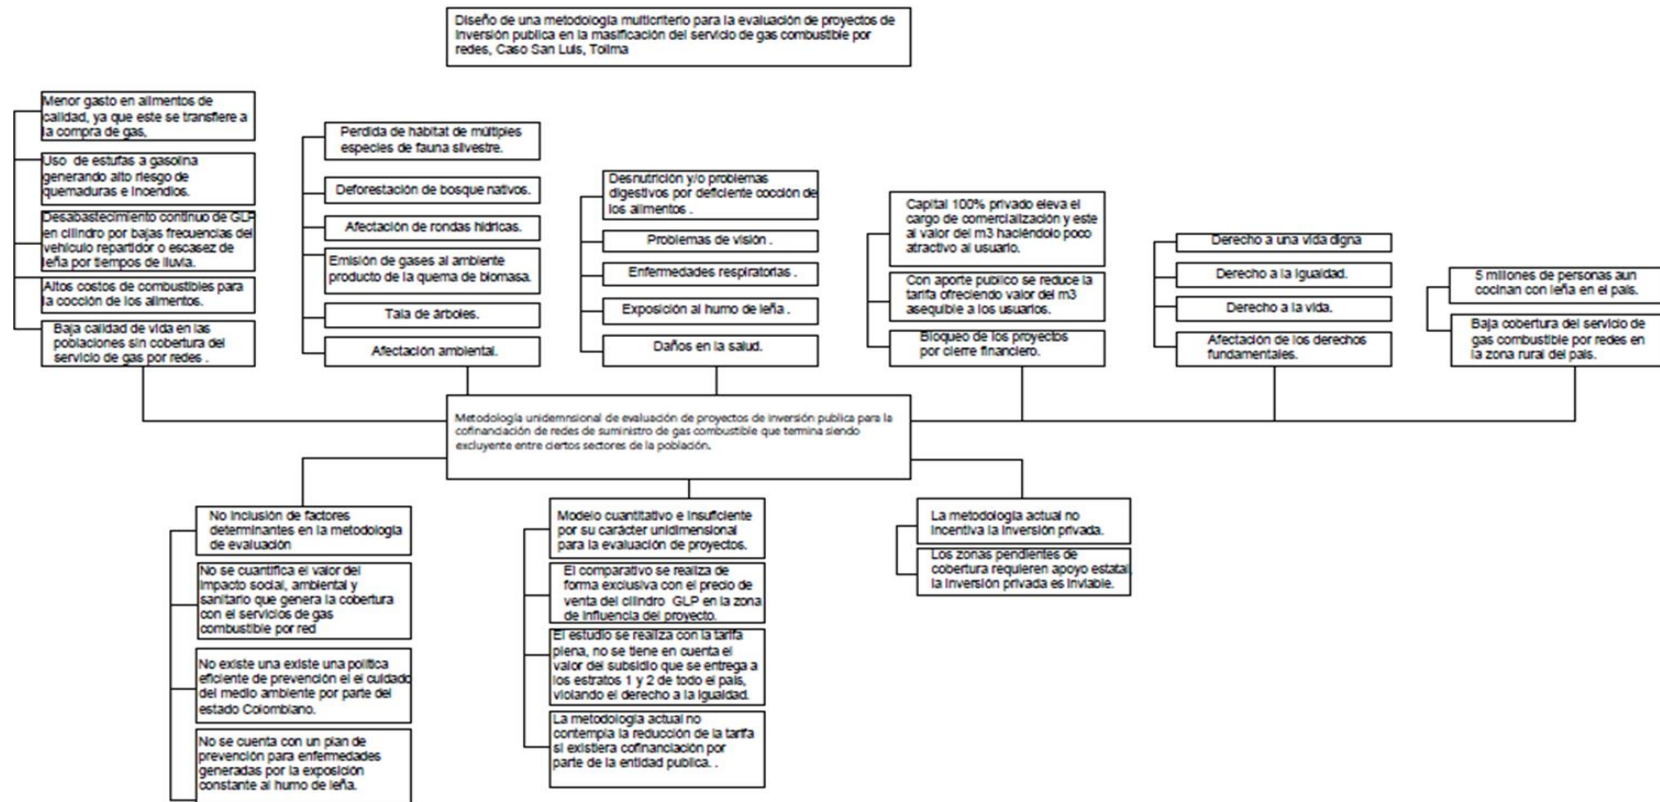 Diseño de una metodología multicriterio para la evaluación de proyectos de
inversión publica en la masificación del servicio de gas combustible por
redes, Caso San Luis, Tolima
Menor gasto en alimentos de
calidad, ya que este se transfiere a
la compra de gas,
Uso de estufas a gasolina
generando alto riesgo de
quemaduras e incendios.
Desabastecimiento continuo de GLP
en cilindro por bajas frecuencias del
vehículo repartidor o escasez de
leña por tiempos de lluvia.
Altos costos de combustibles para
la cocción de los alimentos.
Baja calidad de vida en las
poblaciones sin cobertura del
servicio de gas por redes .
Perdida de hábitat de múltiples
especies de fauna silvestre.
Deforestación de bosque nativos.
Afectación de rondas hídricas.
Emisión de gases al ambiente
producto de la quema de biomasa.
Tala de árboles.
Afectación ambiental.
Desnutrición y/o problemas
digestivos por deficiente cocción de
los alimentos .
Problemas de visión .
Enfermedades respiratorias .
Exposición al humo de leña .
Daños en la salud.
Capital 100% privado eleva el
cargo de comercialización y este
al valor del m3 haciéndolo poco
atractivo al usuario.
Con aporte publico se reduce la
tarifa ofreciendo valor del m3
asequible a los usuarios.
Bloqueo de los proyectos
por cierre financiero.
Derecho a una vida digna
Derecho a la igualdad.
Derecho a la vida.
Afectación de los derechos
fundamentales.
5 millones de personas aun
cocinan con leña en el país.
Baja cobertura del servicio de
gas combustible por redes en
la zona rural del país.
Metodología unidemnsional de evaluación de proyectos de inversión publica para la
cofinanciación de redes de suministro de gas combustible que termina siendo
excluyente entre ciertos sectores de la población.
No inclusión de factores
determinantes en la metodología
de evaluación
No se cuantifica el valor del
impacto social, ambiental y
sanitario que genera la cobertura
con el servicios de gas
combustible por red
No existe una existe una política
eficiente de prevención el el cuidado
del medio ambiente por parte del
estado Colombiano.
No se cuenta con un plan de
prevención para enfermedades
generadas por la exposición
constante al humo de leña.
Modelo cuantitativo e insuficiente
por su carácter unidimensional
para la evaluación de proyectos.
El comparativo se realiza de
forma exclusiva con el precio de
venta del cilindro GLP en la zona
de influencia del proyecto.
El estudio se realiza con la tarifa
plena, no se tiene en cuenta el
valor del subsidio que se entrega a
los estratos 1 y 2 de todo el país,
violando el derecho a la igualdad.
La metodología actual no
contempla la reducción de la tarifa
si existiera cofinanciación por
parte de la entidad publica. .
La metodología actual no
incentiva la inversión privada.
Los zonas pendientes de
cobertura requieren apoyo estatal,
la inversión privada es inviable.